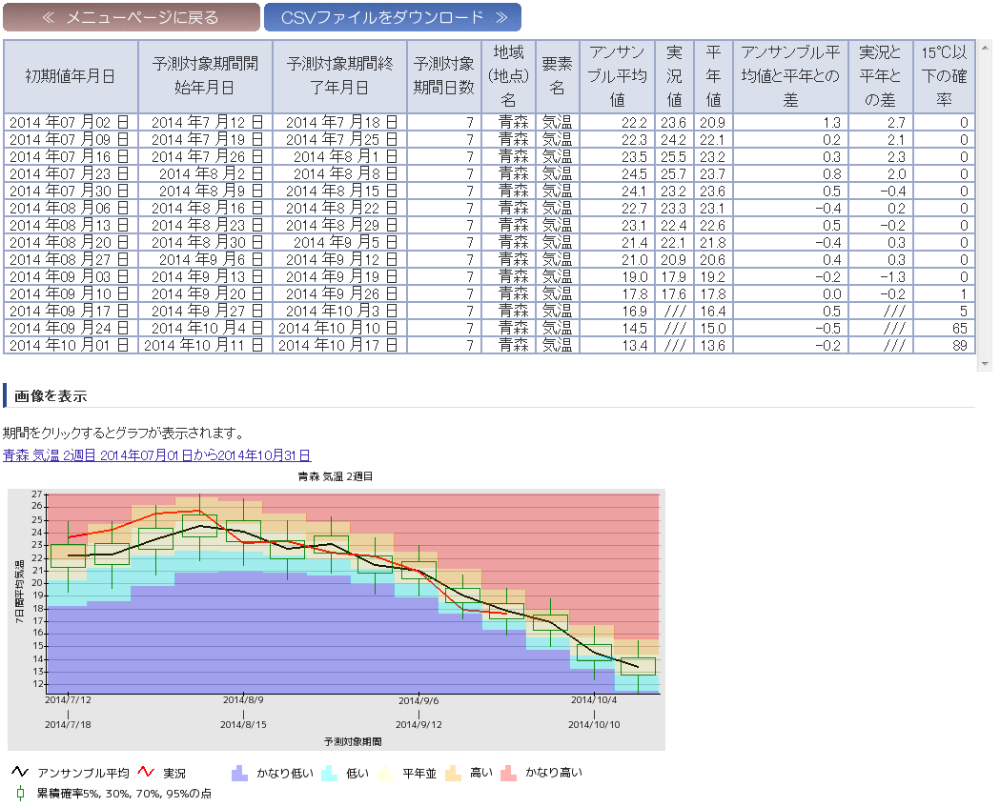 ≪ メニューページに戻る
CSVファイルをダウンロード ≫
初期値年月日 予測対象期間開始年月日 予測対象期間終了年月日 予測対象期間日数 地域(地点)名 要素名 アンサンブル平均値 実況値 平年値 アンサンブル平均値と平年との差 実況と平年との差 15℃以下の確率
2014 年07 月02 日 2014 年7 月12 日 2014 年7 月18 日 7 青森 気温 22.2 23.6 20.9 1.3 2.7 0
2014 年07 月09 日 2014 年7 月19 日 2014 年7 月25 日 7 青森 気温 22.3 24.2 22.1 0.2 2.1 0
2014 年07 月16 日 2014 年7 月26 日 2014 年8 月1 日 7 青森 気温 23.5 25.5 23.2 0.3 2.3 0
2014 年07 月23 日 2014 年8 月2 日 2014 年8 月8 日 7 青森 気温 24.5 25.7 23.7 0.8 2.0 0
2014 年07 月30 日 2014 年8 月9 日 2014 年8 月15 日 7 青森 気温 24.1 23.2 23.6 0.5 -0.4 0
2014 年08 月06 日 2014 年8 月16 日 2014 年8 月22 日 7 青森 気温 22.7 23.3 23.1 -0.4 0.2 0
2014 年08 月13 日 2014 年8 月23 日 2014 年8 月29 日 7 青森 気温 23.1 22.4 22.6 0.5 -0.2 0
2014 年08 月20 日 2014 年8 月30 日 2014 年9 月5 日 7 青森 気温 21.4 22.1 21.8 -0.4 0.3 0
2014 年08 月27 日 2014 年9 月6 日 2014 年9 月12 日 7 青森 気温 21.0 20.9 20.6 0.4 0.3 0
2014 年09 月03 日 2014 年9 月13 日 2014 年9 月19 日 7 青森 気温 19.0 17.9 19.2 -0.2 -1.3 0
2014 年09 月10 日 2014 年9 月20 日 2014 年9 月26 日 7 青森 気温 17.8 17.6 17.8 0.0 -0.2 1
2014 年09 月17 日 2014 年9 月27 日 2014 年10 月3 日 7 青森 気温 16.9 /// 16.4 0.5 /// 5
2014 年09 月24 日 2014 年10 月4 日 2014 年10 月10 日 7 青森 気温 14.5 /// 15.0 -0.5 /// 65
2014 年10 月01 日 2014 年10 月11 日 2014 年10 月17 日 7 青森 気温 13.4 /// 13.6 -0.2 /// 89
画像を表示
期間をクリックするとグラフが表示されます。
青森 気温 2週目 2014年07月01日から2014年10月31日
青森 気温 2週目
27
26
25
24
23
22
21
20
19
18
17
16
15
14
13
12
7日間平均気温
2014/7/12 2014/8/9 2014/9/6 2014/10/4
2014/7/18 2014/8/15 2014/9/12 2014/10/10
予測対象期間
アンサンブル平均 実況 かなり低い 低い 平年並 高い かなり高い
累積確率5%, 30%, 70%, 95%の点